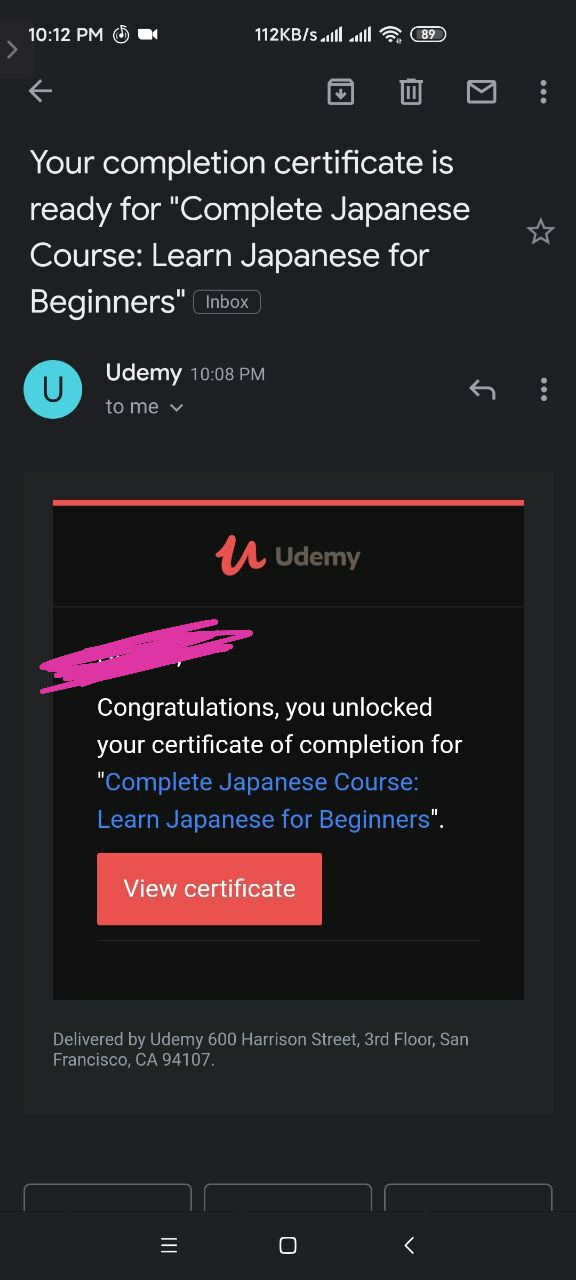 10:12 PM 112KB/s 89
Your completion certificate is
ready for "Complete Japanese
Course: Learn Japanese for
Beginners" Inbox
U Udemy 10:08 PM
to me
Udemy
Congratulations, you unlocked
your certificate of completion for
"Complete Japanese Course:
Learn Japanese for Beginners".
View certificate
Delivered by Udemy 600 Harrison Street, 3rd Floor, San
Francisco, CA 94107.